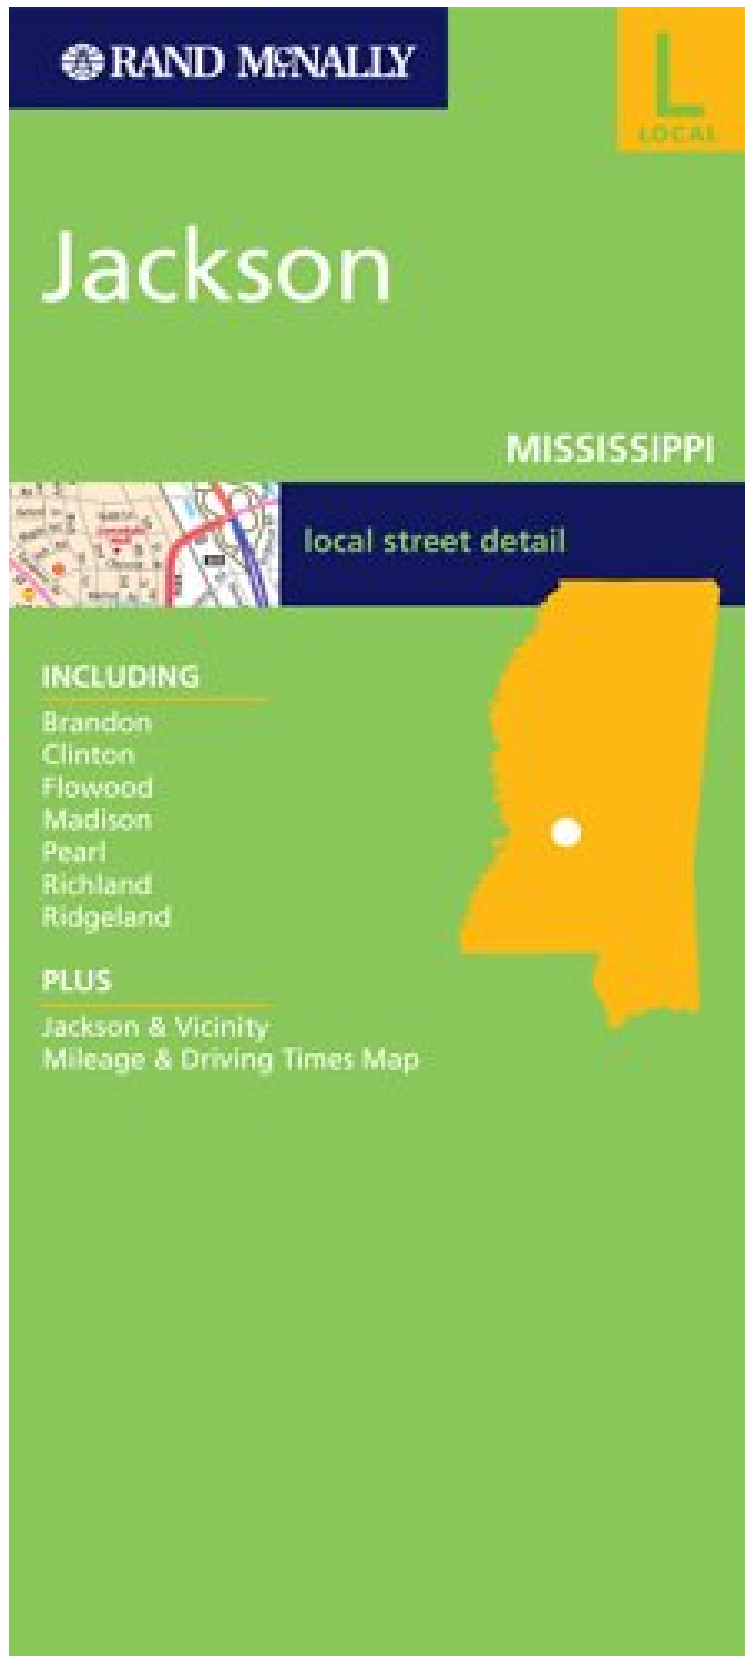 RAND McNALLY
L
LOCAL
Jackson
MISSISSIPPI
local street detail
INCLUDING
Brandon
Clinton
Flowood
Madison
Pearl
Richland
Ridgeland
PLUS
Jackson & Vicinity
Mileage & Driving Times Map